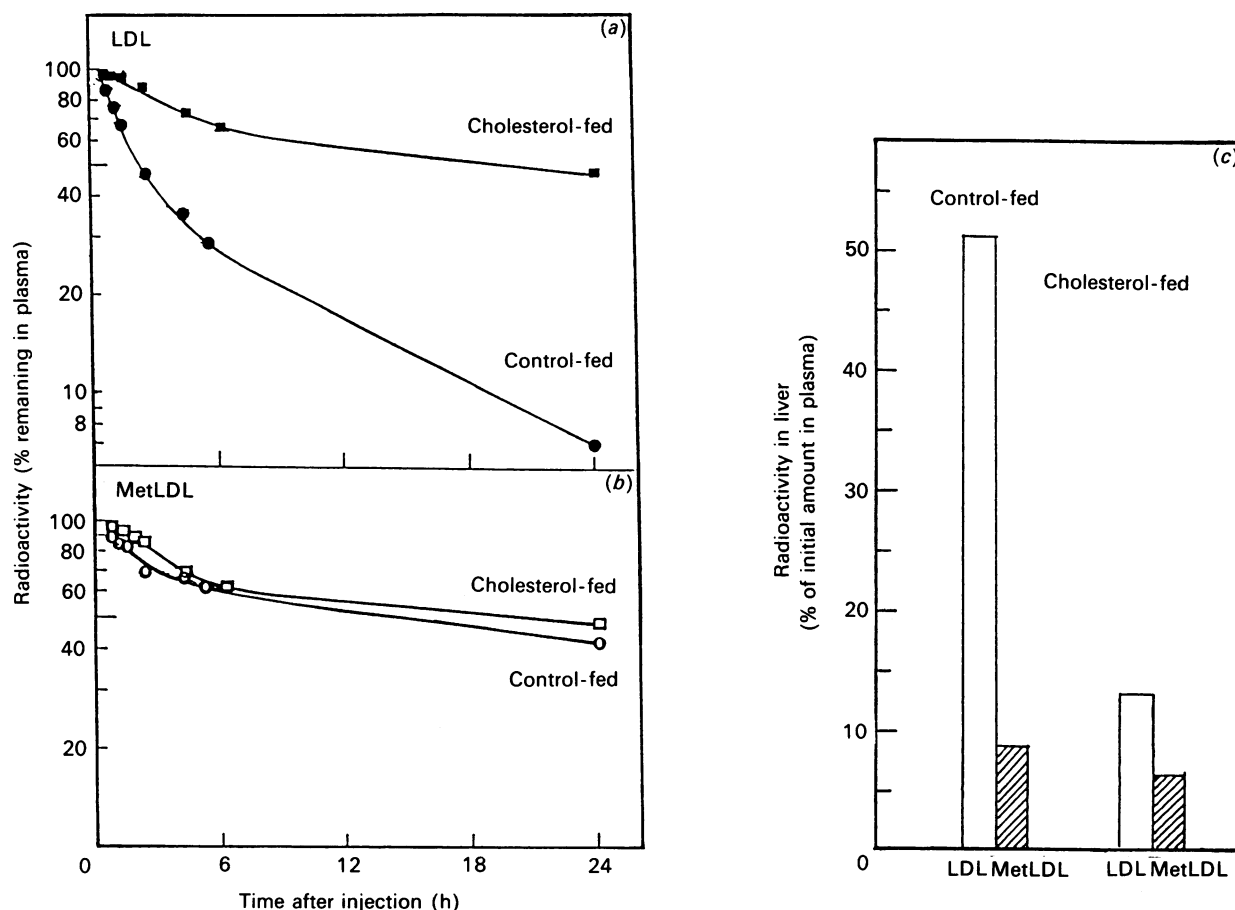 (a)
LDL
100
80
60
40
20
10
8
Cholesterol-fed
Control-fed
(b)
MetLDL
100
80
60
40
20
Cholesterol-fed
Control-fed
0 6 12 18 24
Time after injection (h)
Radioactivity (% remaining in plasma)
(c)
Control-fed
Cholesterol-fed
50
40
30
20
10
0
LDL MetLDL LDL MetLDL
Radioactivity in liver
(% of initial amount in plasma)